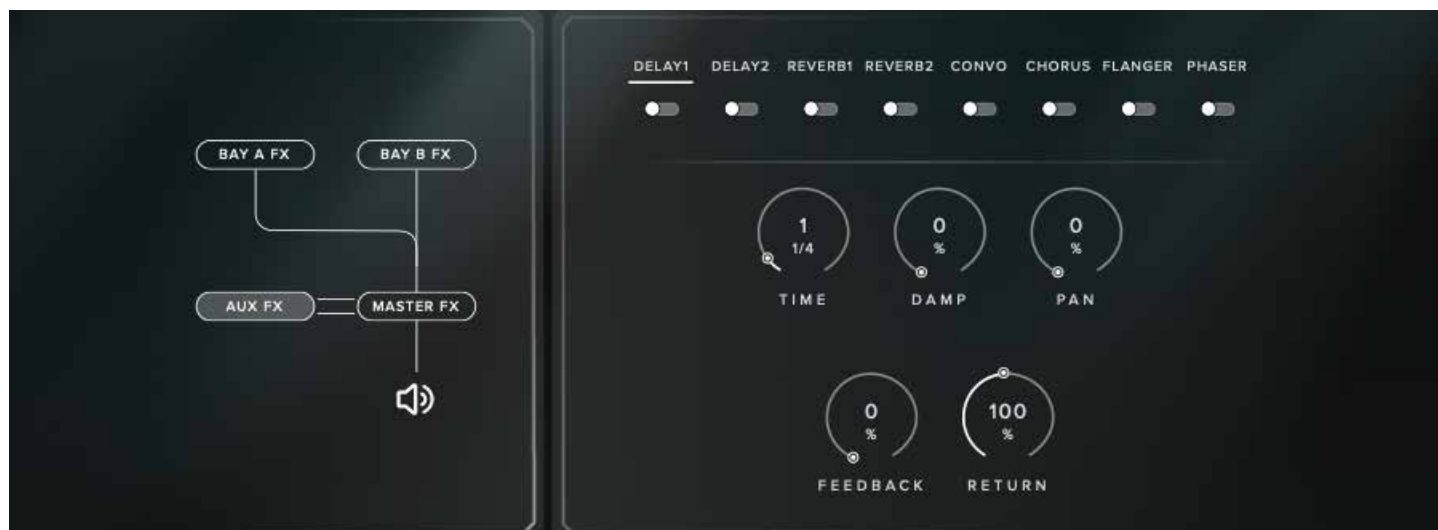 BAY A FX
BAY B FX
AUX FX
MASTER FX
DELAY1 DELAY2 REVERB1 REVERB2 CONVO CHORUS FLANGER PHASER
1 0 0
1/4 % %
TIME DAMP PAN
0 100
% %
FEEDBACK RETURN